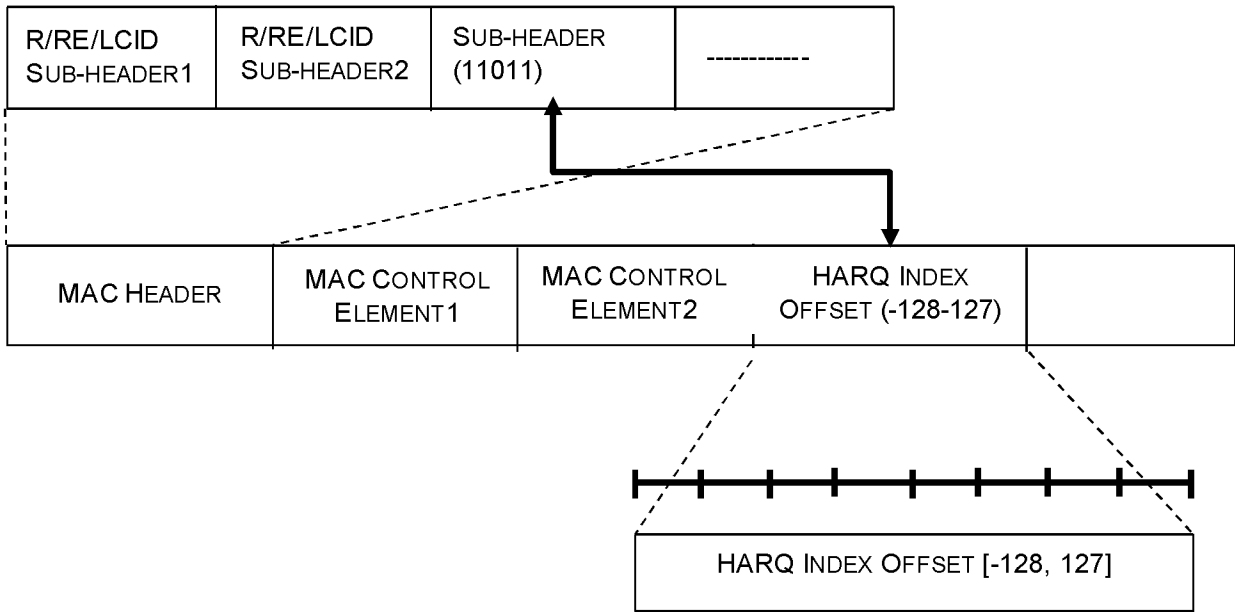 R/RE/LCID
SUB-HEADER1
R/RE/LCID
SUB-HEADER2
SUB-HEADER
(11011)
-------------
MAC HEADER
MAC CONTROL
ELEMENT1
MAC CONTROL
ELEMENT2
HARQ INDEX
OFFSET (-128-127)
HARQ INDEX OFFSET [-128, 127]